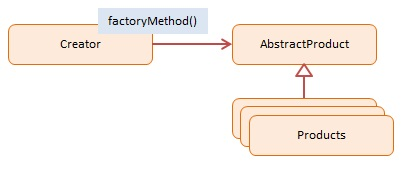 factoryMethod()
Creator
AbstractProduct
Products